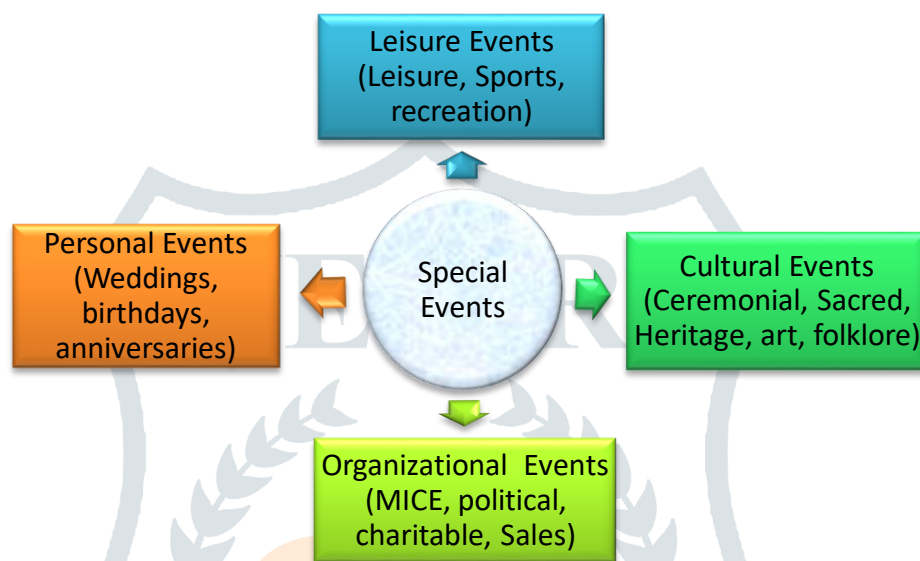 Leisure Events
(Leisure, Sports,
recreation)
Personal Events
(Weddings,
birthdays,
anniversaries)
Special
Events
Cultural Events
(Ceremonial, Sacred,
Heritage, art, folklore)
Organizational Events
(MICE, political,
charitable, Sales)